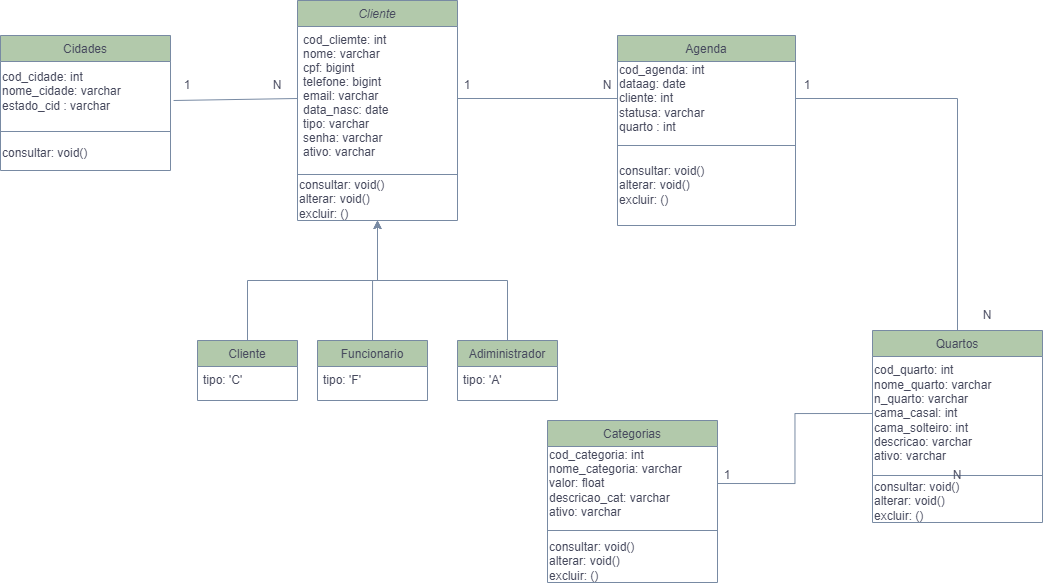 Cliente
cod_cliemte: int
nome: varchar
cpf: bigint
telefone: bigint
email: varchar
data_nasc: date
tipo: varchar
senha: varchar
ativo: varchar
consultar: void()
alterar: void()
excluir: ()
Cidades
cod_cidade: int
nome_cidade: varchar
estado_cid : varchar
consultar: void()
1
N
Agenda
cod_agenda: int
dataag: date
cliente: int
statusa: varchar
quarto : int
consultar: void()
alterar: void()
excluir: ()
1
N
1
N
Cliente
tipo: 'C'
Funcionario
tipo: 'F'
Adiministrador
tipo: 'A'
Quartos
cod_quarto: int
nome_quarto: varchar
n_quarto: varchar
cama_casal: int
cama_solteiro: int
descricao: varchar
ativo: varchar
N
consultar: void()
alterar: void()
excluir: ()
Categorias
cod_categoria: int
nome_categoria: varchar
valor: float
descricao_cat: varchar
ativo: varchar
consultar: void()
alterar: void()
excluir: ()
1